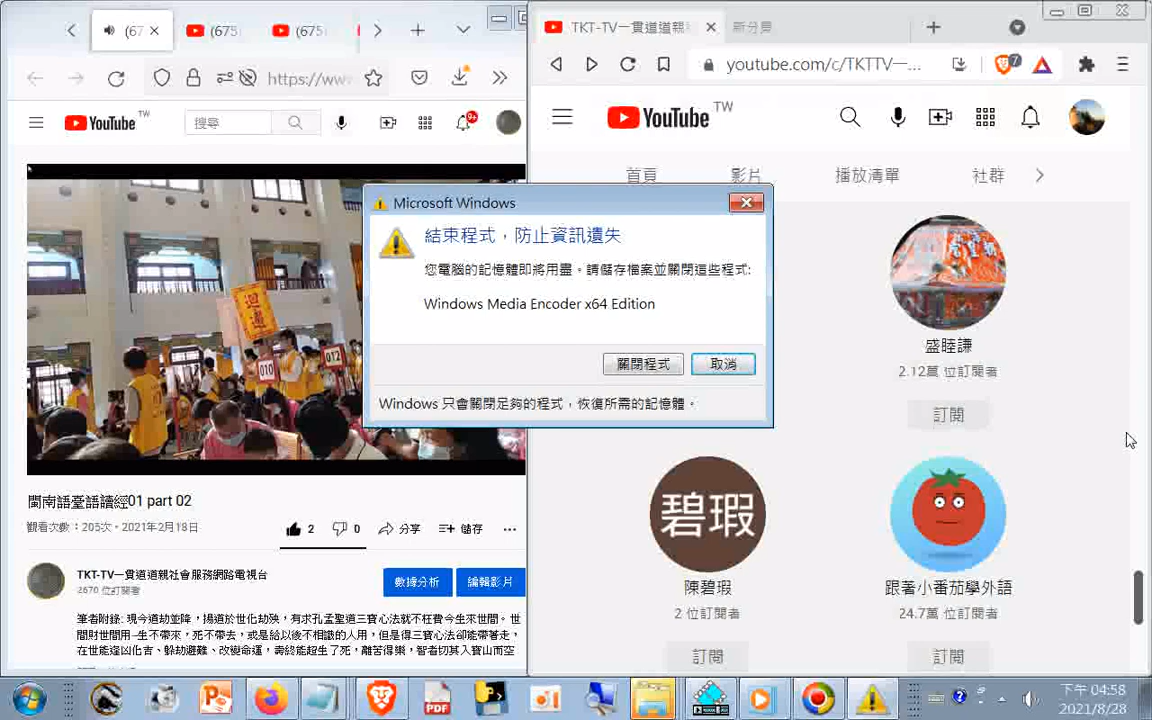 (67
(675
(675
https://www
YouTube TW
搜尋
9+
迴邇
010
012
閩南語臺語讀經01 part 02
觀看次數：205次・2021年2月18日
2
0
分享
儲存
TKT-TV一貫道道親社會服務網路電視台
2670 位訂閱者
數據分析
編輯影片
筆者附錄: 現今道劫並降，揚道於世化劫殃，有求孔孟聖道三寶心法就不枉費今生來世間。世
間財世間用一生不帶來，死不帶去，或是給以後不相識的人用，但是得三寶心法卻能帶著走，
在世能逢凶化吉、躲劫避難、改變命運，壽終能超生了死，離苦得樂，智者切莫入寶山而空
TKT-TV一貫道道親
新分頁
youtube.com/c/TKTTV一...
7
YouTube TW
首頁
影片
播放清單
社群
盛睦謙
2.12萬 位訂閱者
訂閱
碧瑕
陳碧瑕
2 位訂閱者
訂閱
跟著小番茄學外語
24.7萬 位訂閱者
訂閱
Microsoft Windows
結束程式，防止資訊遺失
您電腦的記憶體即將用盡。請儲存檔案並關閉這些程式:
Windows Media Encoder x64 Edition
關閉程式
取消
Windows 只會關閉足夠的程式，恢復所需的記憶體。
PDF
下午 04:58
2021/8/28